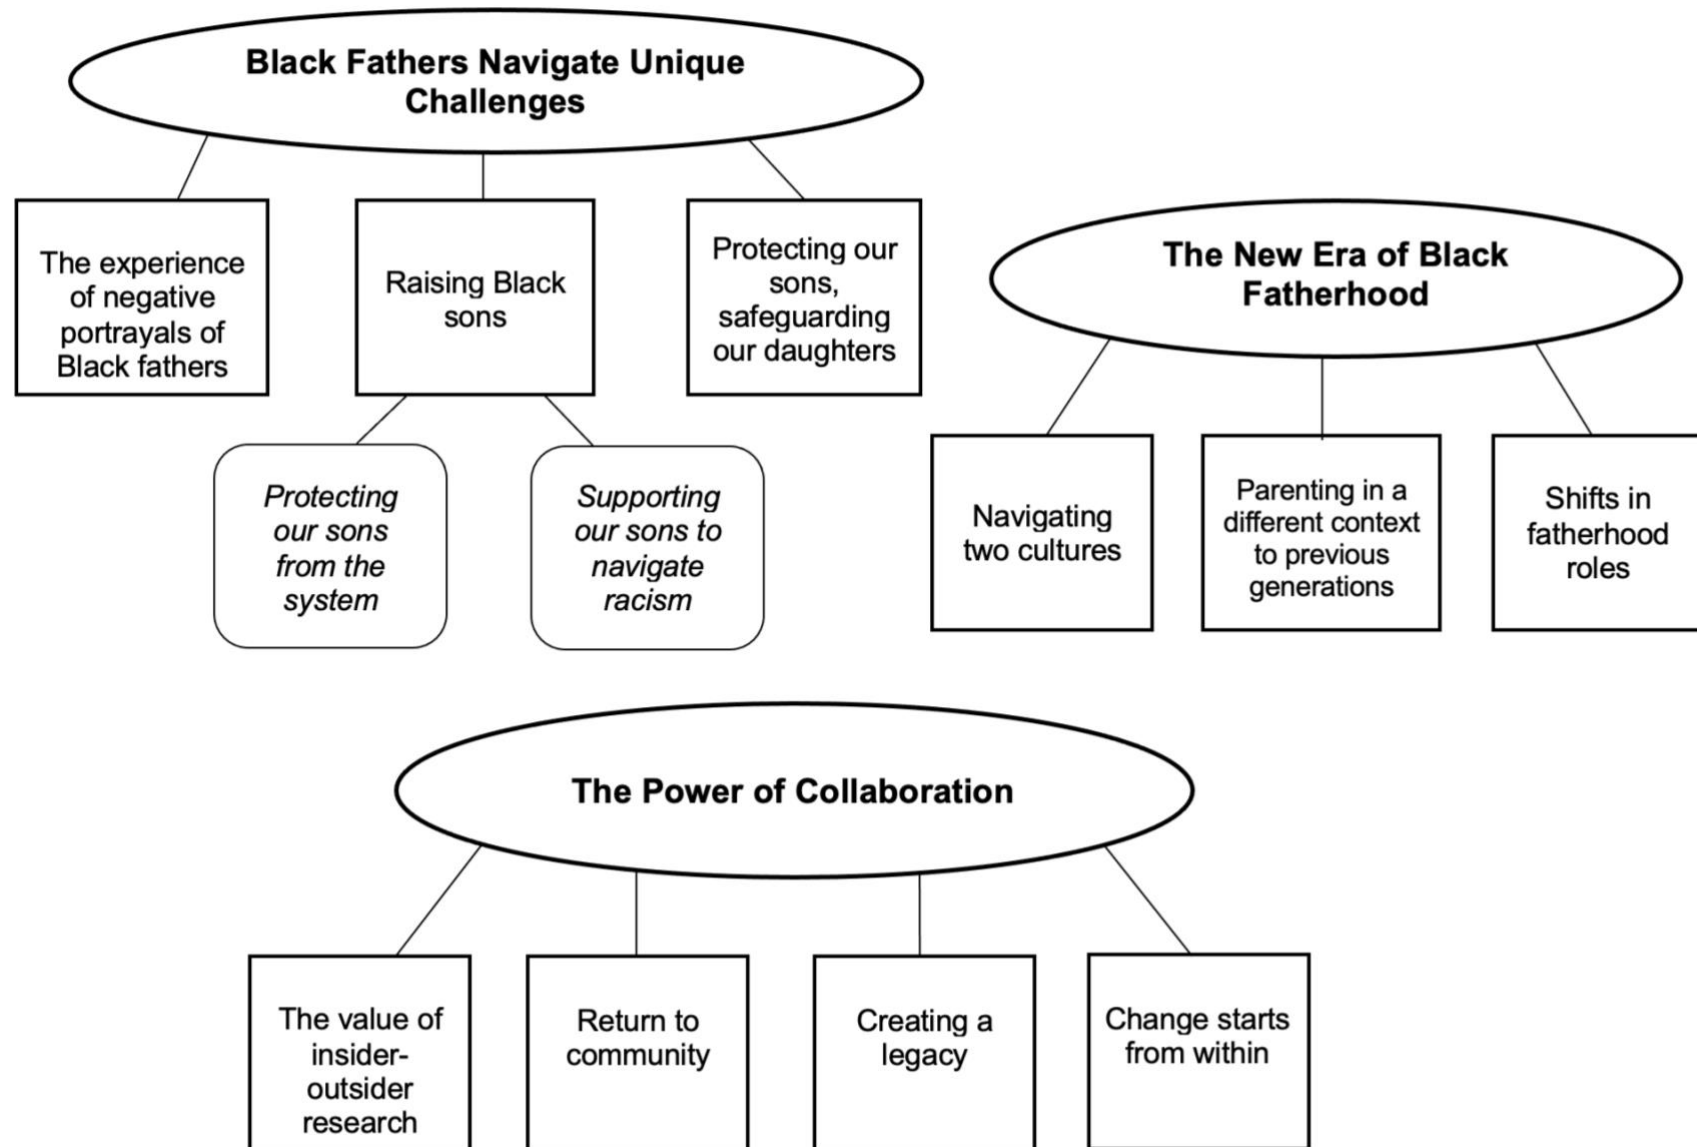 Black Fathers Navigate Unique
Challenges
The experience
of negative
portrayals of
Black fathers
Raising Black
sons
Protecting our
sons,
safeguarding
our daughters
Protecting
our sons
from the
system
Supporting
our sons to
navigate
racism
The New Era of Black
Fatherhood
Navigating
two cultures
Parenting in a
different context
to previous
generations
Shifts in
fatherhood
roles
The Power of Collaboration
The value of
insider-
outsider
research
Return to
community
Creating a
legacy
Change starts
from within